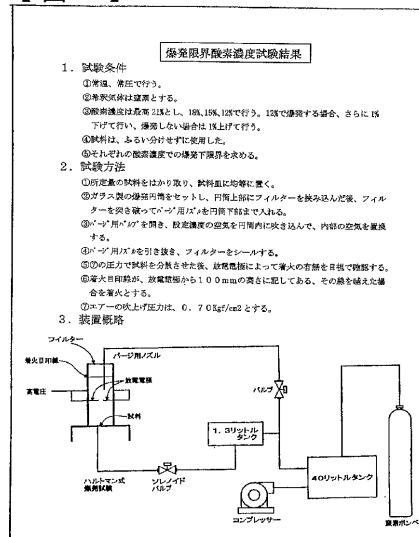 爆発限界酸素濃度試験結果
1. 試験条件
①常温、常圧で行う。
②希釈気体は窒素とする。
③酸素濃度は最高21%とし、18%,15%,12%で行う。12%で爆発する場合、さらに1%
下げて行い、爆発しない場合は1%上げて行う。
④試料は、ふるい分けせずに使用した。
⑤それぞれの酸素濃度での爆発下限界を求める。
2. 試験方法
①所定量の試料をはかり取り、試料皿に均等に置く。
②ガラス製の爆発円筒をセットし、円筒上部にフィルターを挟み込んだ後、フィル
ターを突き破ってパージ用ノズルを円筒下部まで入れる。
③パージ用バルブを開き、設定濃度の空気を円筒内に吹き込んで、内部の空気を置換
する。
④パージ用ノズルを引き抜き、フィルターをシールする。
⑤⑦の圧力で試料を分散させた後、放電電極によって着火の有無を目視で確認する。
⑥着火目印線が、放電電極から100mmの高さに記してある、その線を越えた場
合を着火とする。
⑦エアーの吹上げ圧力は、0.70Kgf/cm2とする。
3. 装置概略
フィルター
パージ用ノズル
着火目印線
放電電極
高電圧
バルブ
試料
1.3リットル
タンク
ハルトマン式
爆発試験
ソレノイド
バルブ
40リットルタンク
コンプレッサー
窒素ボンベ